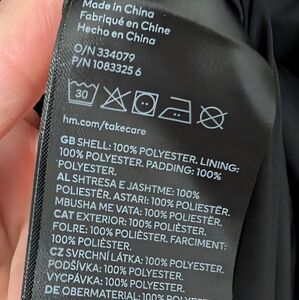 Made in China
Fabriqué en Chine
Hecho en China
O/N 334079
P/N 1083325 6
30
hm.com/takecare
GB SHELL: 100% POLYESTER. LINING:
100% POLYESTER. PADDING: 100%
POLYESTER.
AL SHTRESA E JASHTME: 100%
POLIESTËR. ASTARI: 100% POLIESTËR.
MBUSHA ME VATA: 100% POLIESTËR.
CAT EXTERIOR: 100% POLIÈSTER.
FOLRE: 100% POLIÈSTER. FARCIMENT:
100% POLIÈSTER.
CZ SVRCHNÍ LÁTKA: 100% POLYESTER.
PODŠÍVKA: 100% POLYESTER.
VYCPÁVKA: 100% POLYESTER.
DE OBERMATERIAL: 100% POLYESTER